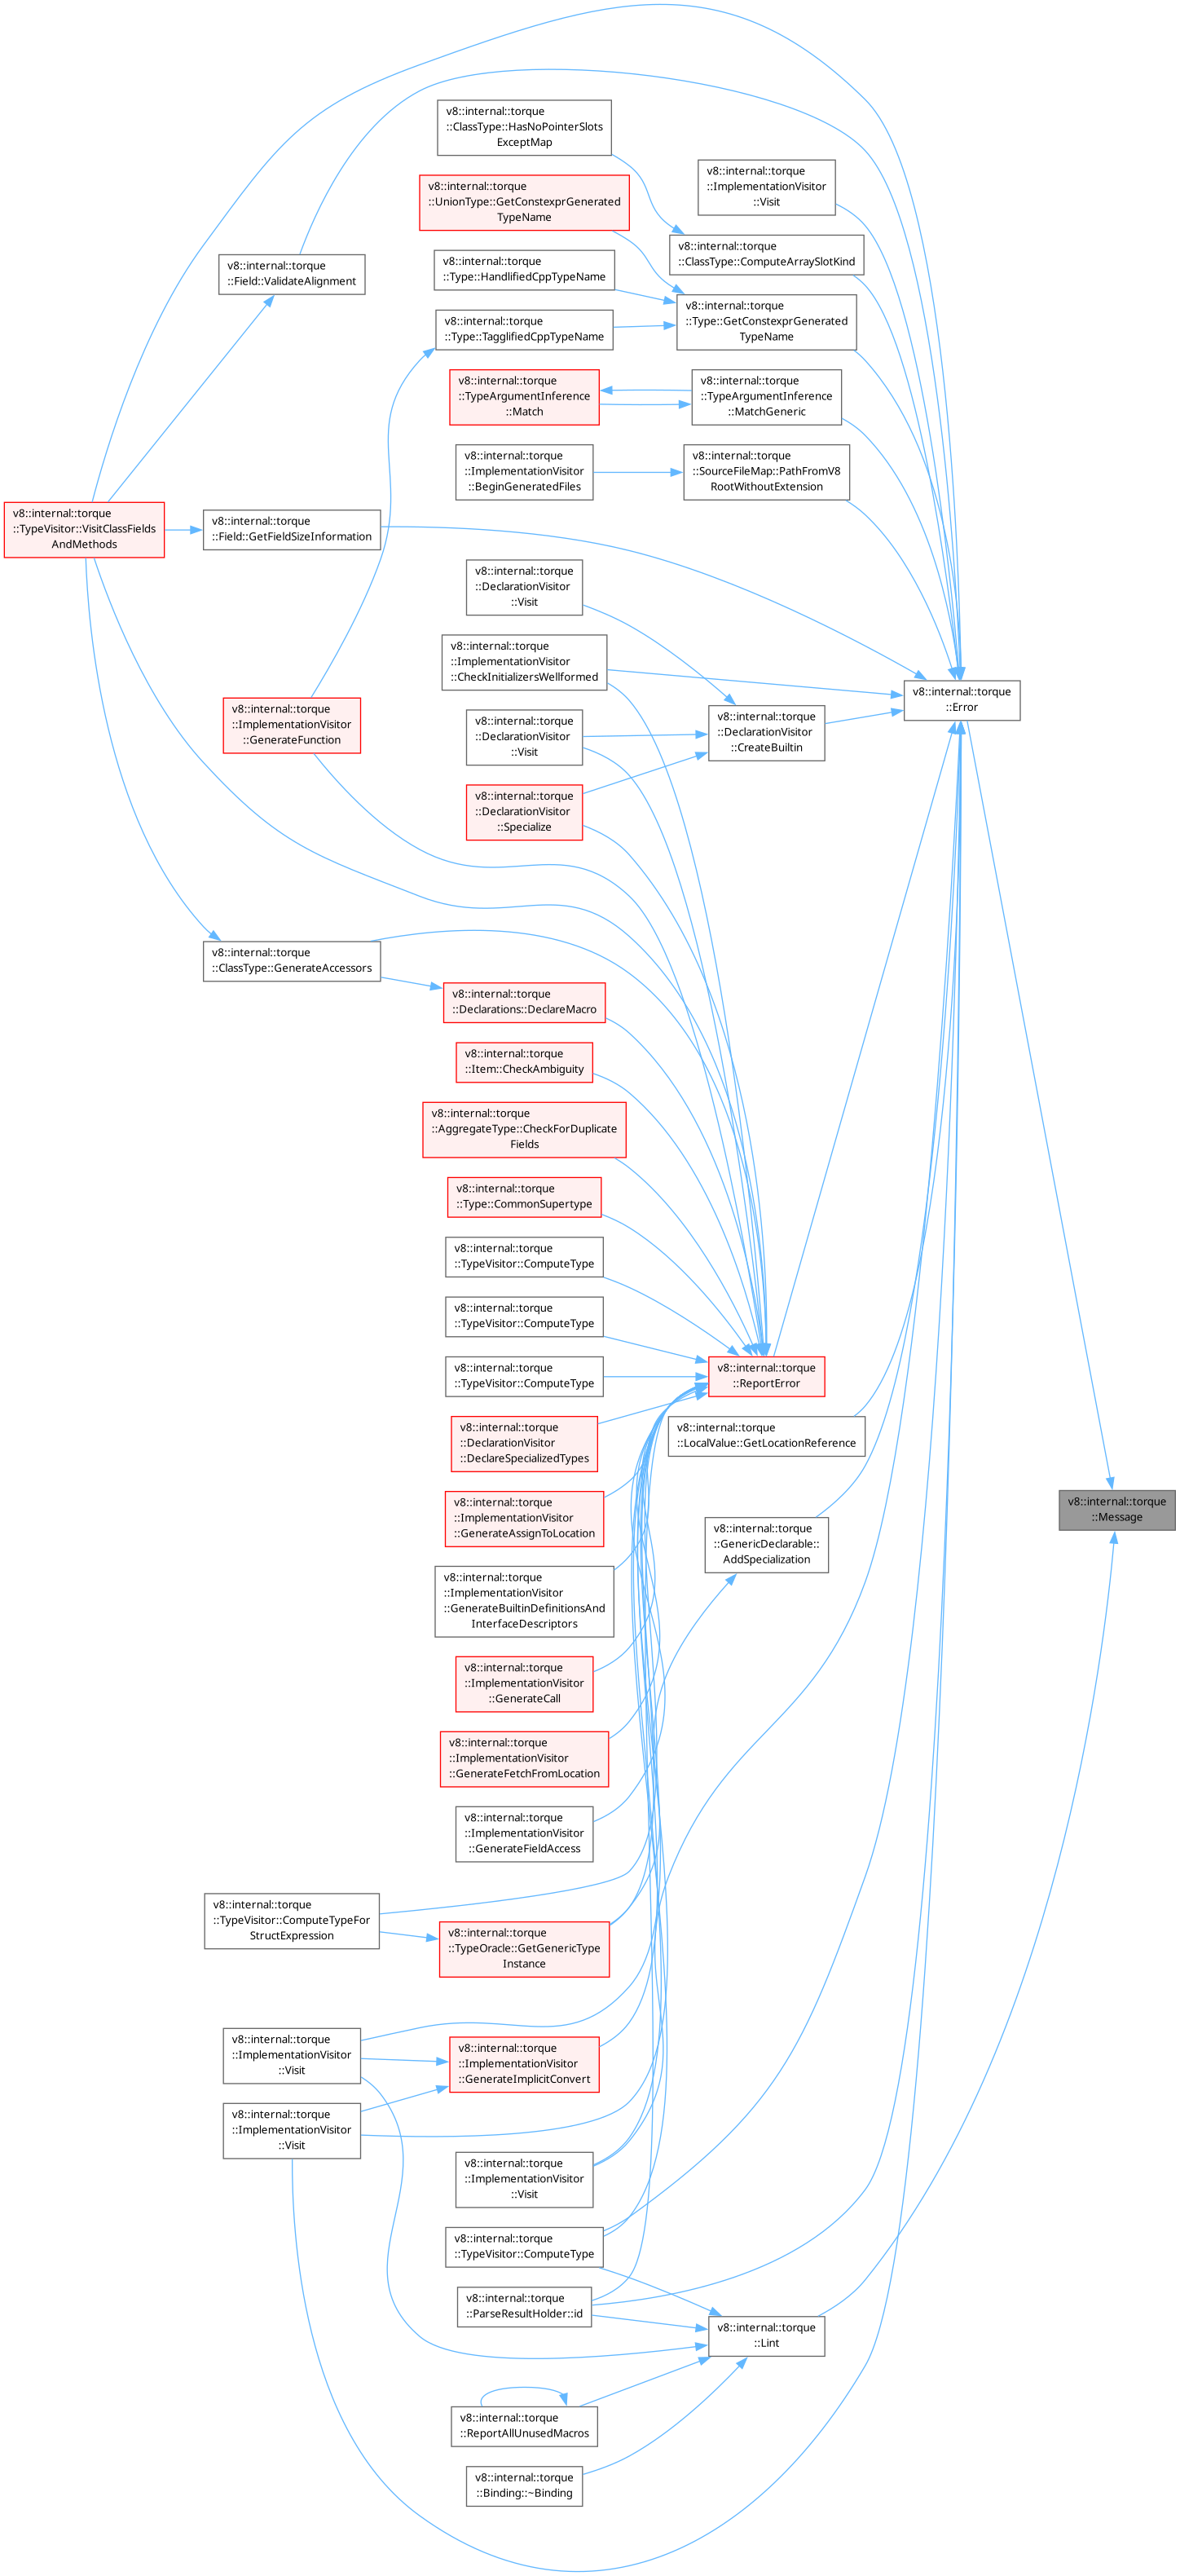 v8::internal::torque
::ClassType::HasNoPointerSlots
ExceptMap
v8::internal::torque
::ImplementationVisitor
::Visit
v8::internal::torque
::UnionType::GetConstexprGenerated
TypeName
v8::internal::torque
::ClassType::ComputeArraySlotKind
v8::internal::torque
::Field::ValidateAlignment
v8::internal::torque
::Type::HandlifiedCppTypeName
v8::internal::torque
::Type::GetConstexprGenerated
TypeName
v8::internal::torque
::Type::TagglifiedCppTypeName
v8::internal::torque
::TypeArgumentInference
::Match
v8::internal::torque
::TypeArgumentInference
::MatchGeneric
v8::internal::torque
::ImplementationVisitor
::BeginGeneratedFiles
v8::internal::torque
::SourceFileMap::PathFromV8
RootWithoutExtension
v8::internal::torque
::TypeVisitor::VisitClassFields
AndMethods
v8::internal::torque
::Field::GetFieldSizeInformation
v8::internal::torque
::DeclarationVisitor
::Visit
v8::internal::torque
::ImplementationVisitor
::CheckInitializersWellformed
v8::internal::torque
::Error
v8::internal::torque
::ImplementationVisitor
::GenerateFunction
v8::internal::torque
::DeclarationVisitor
::Visit
v8::internal::torque
::DeclarationVisitor
::CreateBuiltin
v8::internal::torque
::DeclarationVisitor
::Specialize
v8::internal::torque
::ClassType::GenerateAccessors
v8::internal::torque
::Declarations::DeclareMacro
v8::internal::torque
::Item::CheckAmbiguity
v8::internal::torque
::AggregateType::CheckForDuplicate
Fields
v8::internal::torque
::Type::CommonSupertype
v8::internal::torque
::TypeVisitor::ComputeType
v8::internal::torque
::TypeVisitor::ComputeType
v8::internal::torque
::TypeVisitor::ComputeType
v8::internal::torque
::ReportError
v8::internal::torque
::DeclarationVisitor
::DeclareSpecializedTypes
v8::internal::torque
::LocalValue::GetLocationReference
v8::internal::torque
::Message
v8::internal::torque
::ImplementationVisitor
::GenerateAssignToLocation
v8::internal::torque
::GenericDeclarable::
AddSpecialization
v8::internal::torque
::ImplementationVisitor
::GenerateBuiltinDefinitionsAnd
InterfaceDescriptors
v8::internal::torque
::ImplementationVisitor
::GenerateCall
v8::internal::torque
::ImplementationVisitor
::GenerateFetchFromLocation
v8::internal::torque
::ImplementationVisitor
::GenerateFieldAccess
v8::internal::torque
::TypeVisitor::ComputeTypeFor
StructExpression
v8::internal::torque
::TypeOracle::GetGenericType
Instance
v8::internal::torque
::ImplementationVisitor
::Visit
v8::internal::torque
::ImplementationVisitor
::GenerateImplicitConvert
v8::internal::torque
::ImplementationVisitor
::Visit
v8::internal::torque
::ImplementationVisitor
::Visit
v8::internal::torque
::TypeVisitor::ComputeType
v8::internal::torque
::ParseResultHolder::id
v8::internal::torque
::Lint
v8::internal::torque
::ReportAllUnusedMacros
v8::internal::torque
::Binding::~Binding